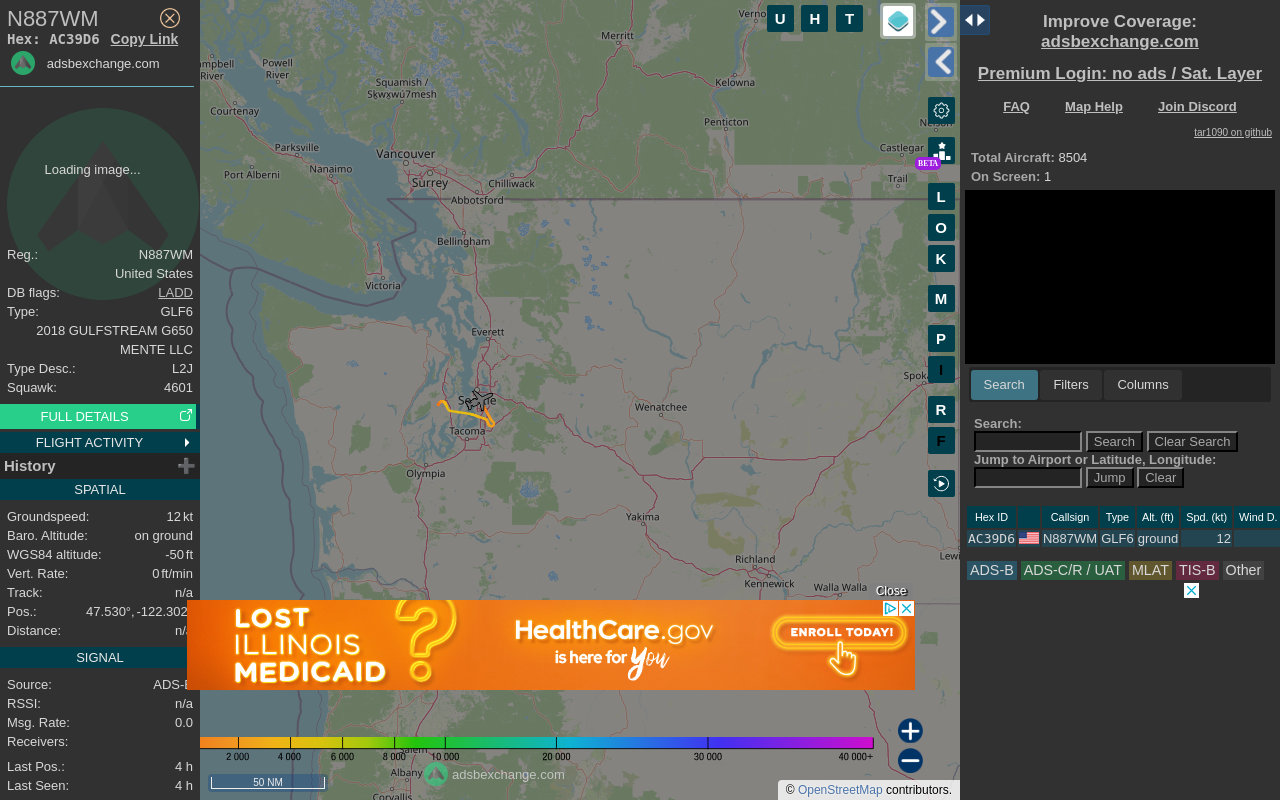 N887WM
Hex: AC39D6 Copy Link
adsbexchange.com
Loading image...
Reg.: N887WM
United States
DB flags: LADD
Type: GLF6
2018 GULFSTREAM G650
MENTE LLC
Type Desc.: L2J
Squawk: 4601
FULL DETAILS
FLIGHT ACTIVITY
History
SPATIAL
Groundspeed: 12 kt
Baro. Altitude: on ground
WGS84 altitude: -50 ft
Vert. Rate: 0 ft/min
Track: n/a
Pos.: 47.530°, -122.302
Distance:
SIGNAL
Source:
RSSI: n/a
Msg. Rate: 0.0
Receivers:
Last Pos.: 4 h
Last Seen: 4 h
Merritt
Powell
River
River
Squamish /
Sḵwx̱wú7mesh
Courtenay
Kelowna
Penticton
Parksville
Vancouver
Castlegar
Port Alberni
Nanaimo
Surrey
Chilliwack
Trail
Abbotsford
Bellingham
Victoria
Everett
Tacoma
Wenatchee
Olympia
Yakima
Richland
Kennewick
Walla Walla
Albany
Corvallis
U H T
BETA
L
O
K
M
P
I
R
F
Close
LOST
ILLINOIS
MEDICAID
?
HealthCare.gov
is here for you
ENROLL TODAY!
2 000 4 000 6 000 8 000 10 000 20 000 30 000 40 000+
50 NM
adsbexchange.com
© OpenStreetMap contributors.
Improve Coverage:
adsbexchange.com
Premium Login: no ads / Sat. Layer
FAQ Map Help Join Discord
tar1090 on github
Total Aircraft: 8504
On Screen: 1
Search Filters Columns
Search:
Search Clear Search
Jump to Airport or Latitude, Longitude:
Jump Clear
Hex ID Callsign Type Alt. (ft) Spd. (kt) Wind D.
AC39D6 N887WM GLF6 ground 12
ADS-B ADS-C/R / UAT MLAT TIS-B Other